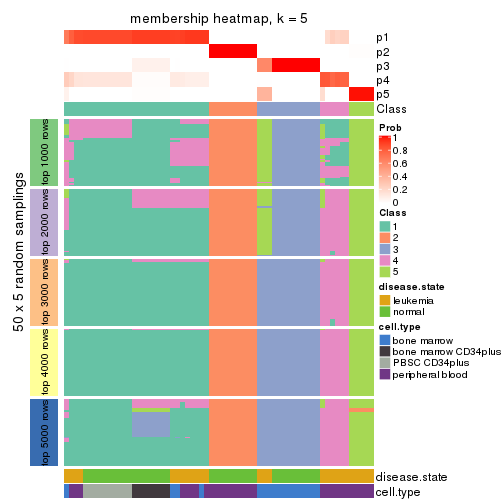 membership heatmap, k = 5
p1
p2
p3
p4
p5
Class
50 x 5 random samplings
top 1000 rows
top 2000 rows
top 3000 rows
top 4000 rows
top 5000 rows
disease.state
cell.type
Prob
1
0.8
0.6
0.4
0.2
0
Class
1
2
3
4
5
disease.state
leukemia
normal
cell.type
bone marrow
bone marrow CD34plus
PBSC CD34plus
peripheral blood